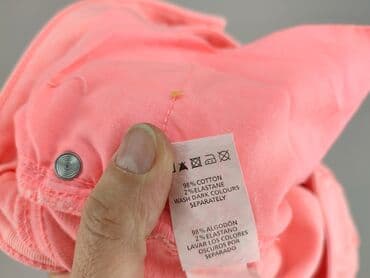 98% COTTON
2% ELASTANE
WASH DARK COLOURS
SEPARATELY
98% ALGODÓN
2% ELASTANO
LAVAR LOS COLORES
OSCUROS POR
SEPARADO